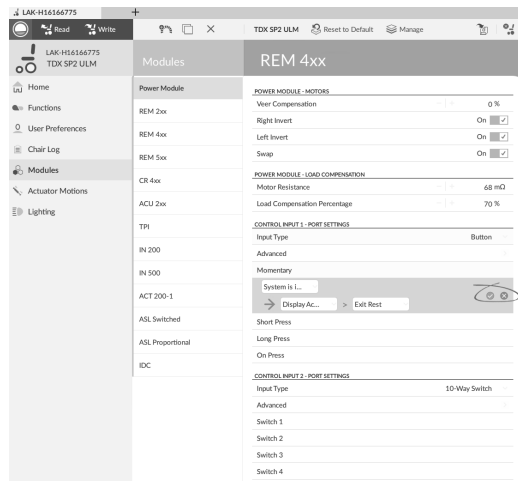 LAK-H16166775
Read
Write
TDX SP2 ULM
Reset to Default
Manage
LAK-H16166775
TDX SP2 ULM
Modules
REM 4xx
Home
Functions
User Preferences
Chair Log
Modules
Actuator Motions
Lighting
Power Module
REM 2xx
REM 4xx
REM 5xx
CR 4xx
ACU 2xx
TPI
IN 200
IN 500
ACT 200-1
ASL Switched
ASL Proportional
IDC
POWER MODULE - MOTORS
Veer Compensation 0 %
Right Invert On
Left Invert On
Swap On
POWER MODULE - LOAD COMPENSATION
Motor Resistance 68 mΩ
Load Compensation Percentage 70 %
CONTROL INPUT 1 - PORT SETTINGS
Input Type Button
Advanced
Momentary
System is i...
Display Ac... > Exit Rest
Short Press
Long Press
On Press
CONTROL INPUT 2 - PORT SETTINGS
Input Type 10-Way Switch
Advanced
Switch 1
Switch 2
Switch 3
Switch 4